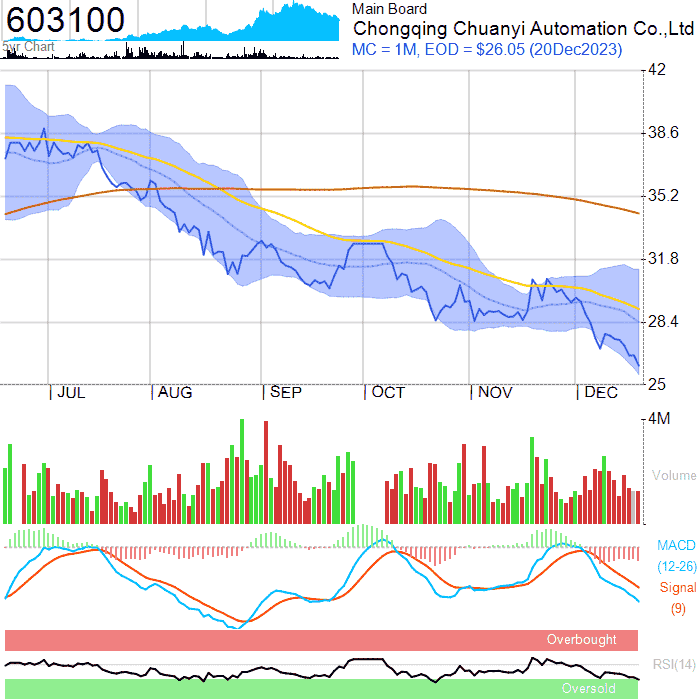 603100
5yr Chart
Main Board
Chongqing Chuanyi Automation Co.,Ltd
MC = 1M, EOD = $26.05 (20Dec2023)
42
38.6
35.2
31.8
28.4
25
JUL AUG SEP OCT NOV DEC
4M
Volume
MACD
(12-26)
Signal
(9)
Overbought
RSI(14)
Oversold